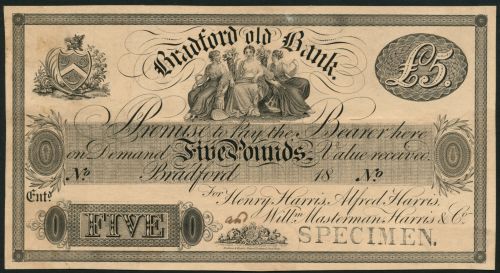 Bradford old Bank
£5.
I Promise to Pay the Bearer here
on Demand Five Pounds, Value received.
No Bradford 18 No
Entd.
For Henry Harris, Alfred Harris,
Willm. Masterman Harris & Co.
FIVE
SPECIMEN.